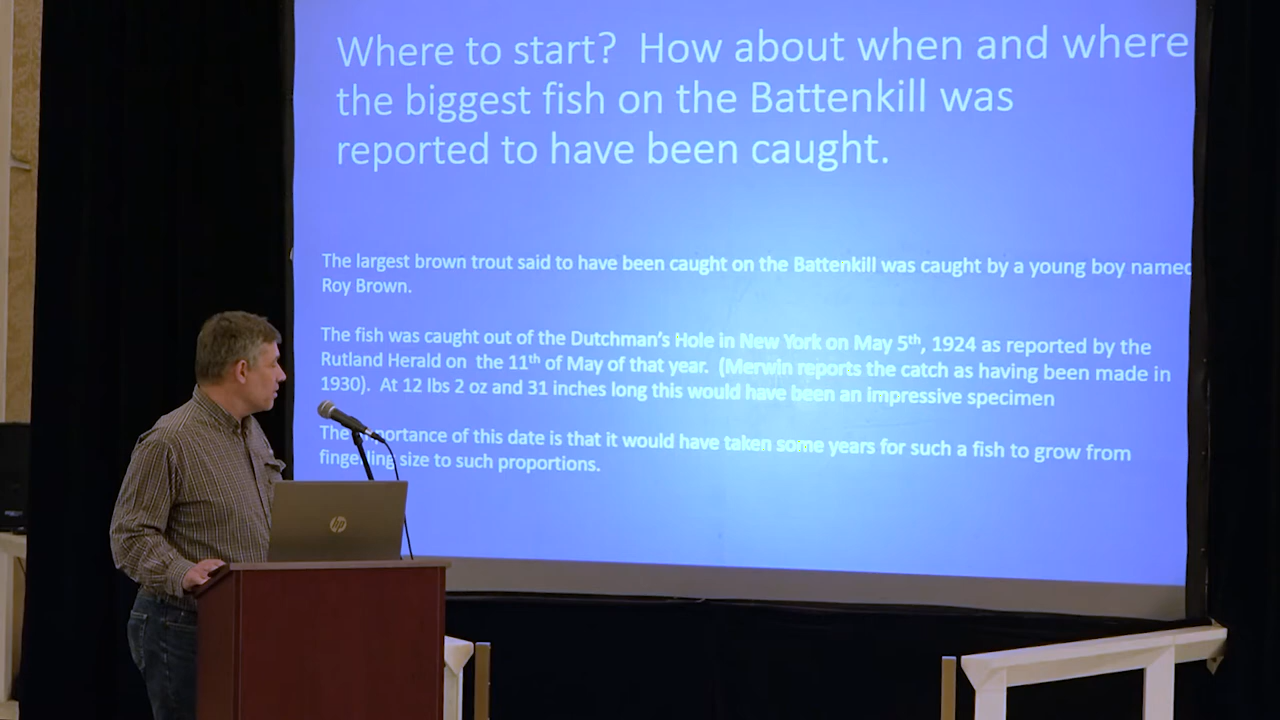 Where to start? How about when and where
the biggest fish on the Battenkill was
reported to have been caught.
The largest brown trout said to have been caught on the Battenkill was caught by a young boy named
Roy Brown.
The fish was caught out of the Dutchman's Hole in New York on May 5th, 1924 as reported by the
Rutland Herald on the 11th of May of that year. (Merwin reports the catch as having been made in
1930). At 12 lbs 2 oz and 31 inches long this would have been an impressive specimen
The importance of this date is that it would have taken some years for such a fish to grow from
fingerling size to such proportions.
hp